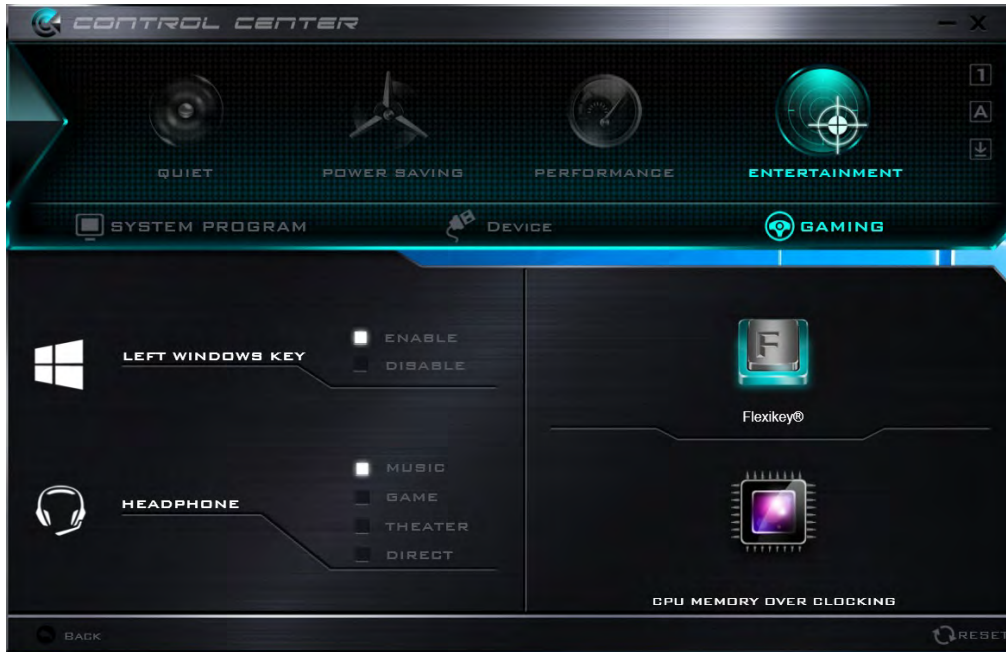 CONTROL CENTER
1
A
QUIET
POWER SAVING
PERFORMANCE
ENTERTAINMENT
SYSTEM PROGRAM
DEVICE
GAMING
LEFT WINDOWS KEY
ENABLE
DISABLE
HEADPHONE
MUSIC
GAME
THEATER
DIRECT
F
Flexikey®
CPU MEMORY OVER CLOCKING
BACK
RESET